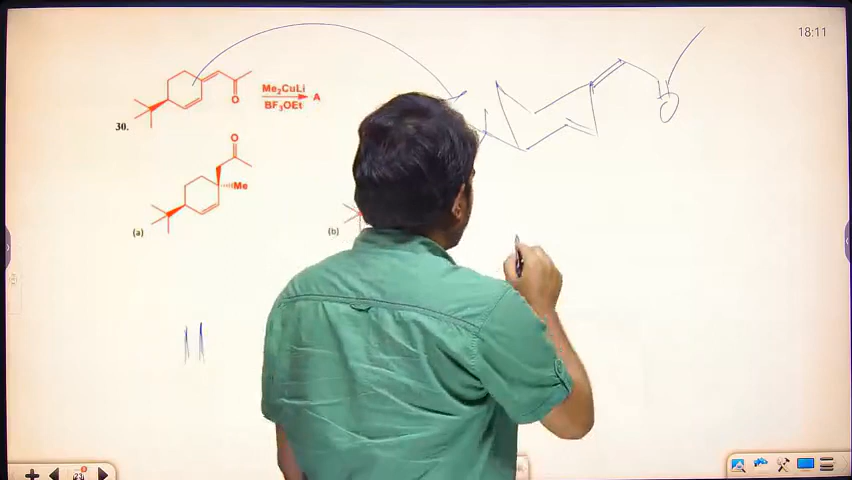 18:11
O
Me₂CuLi
BF₃OEt
A
30.
O
O
Me
(a)
(b)